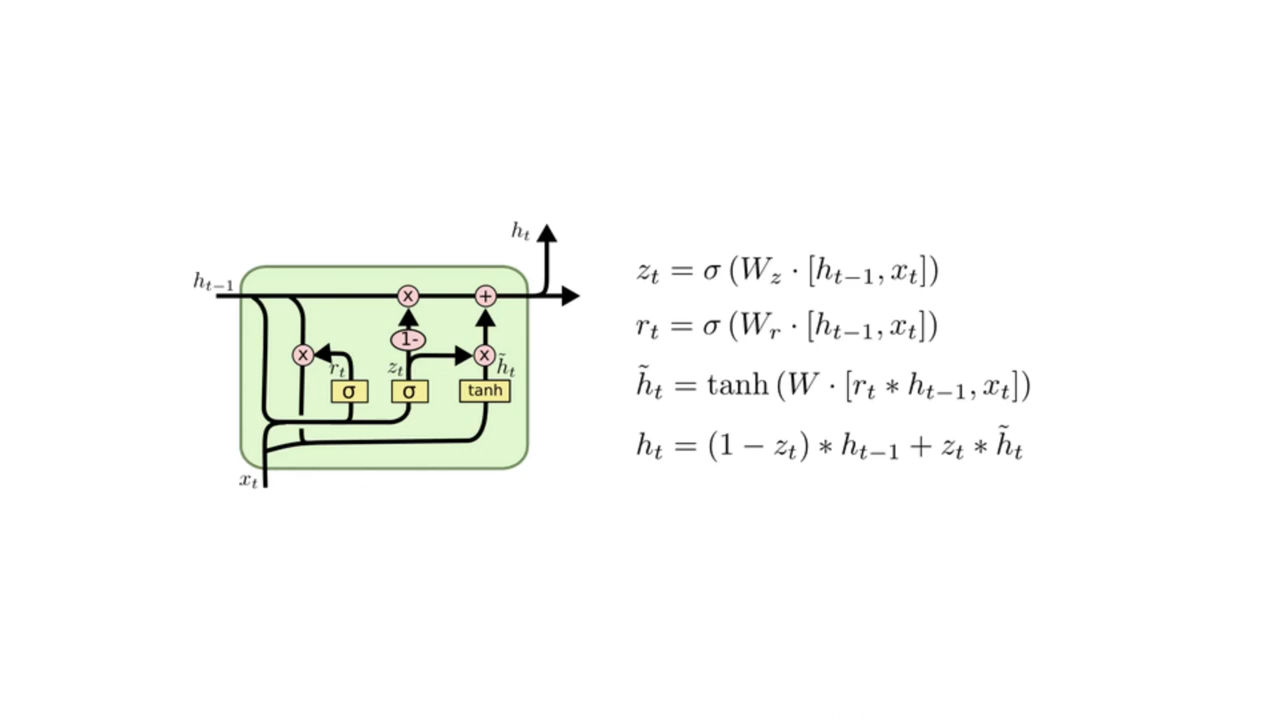 h_t
h_{t-1}
x + 
1-
x x
r_t z_t h̃_t
σ σ tanh
x_t
z_t = σ (W_z · [h_{t-1}, x_t])
r_t = σ (W_r · [h_{t-1}, x_t])
h̃_t = tanh (W · [r_t * h_{t-1}, x_t])
h_t = (1 − z_t) * h_{t-1} + z_t * h̃_t